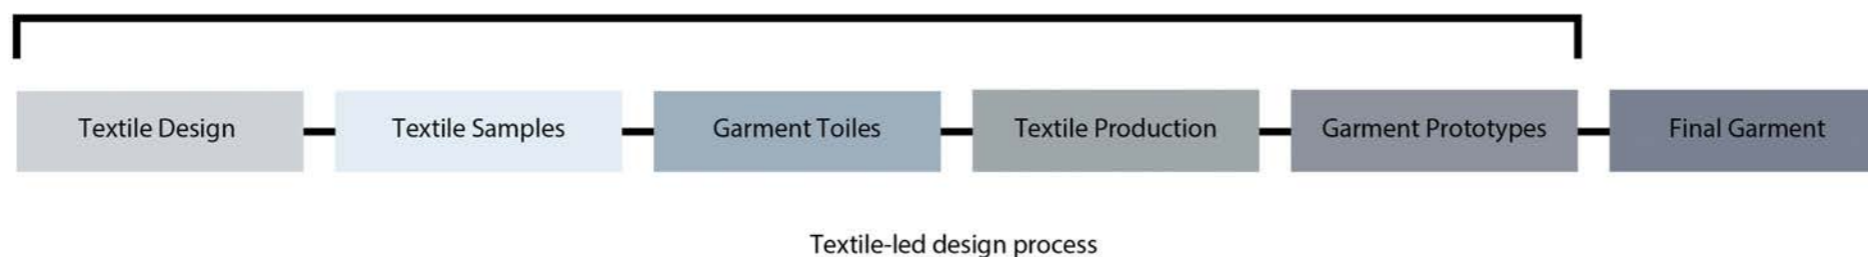 Textile Design
Textile Samples
Garment Toiles
Textile Production
Garment Prototypes
Final Garment
Textile-led design process